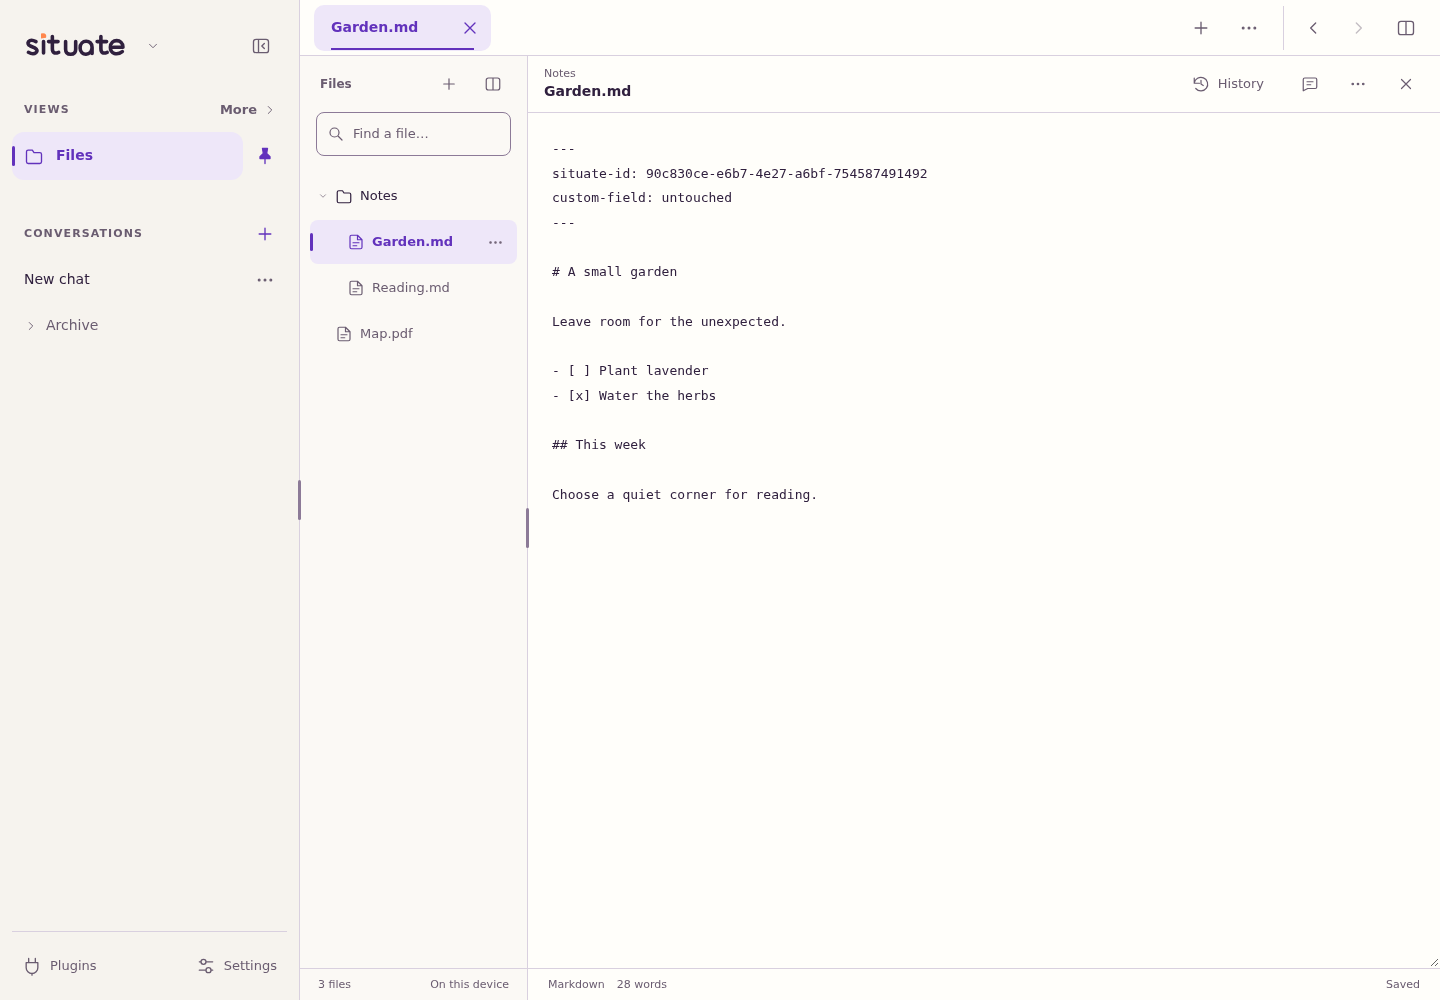 situate
VIEWS
More
Files
CONVERSATIONS
New chat
Archive
Plugins
Settings
Garden.md
Files
Find a file...
Notes
Garden.md
Reading.md
Map.pdf
3 files
On this device
Notes
Garden.md
History
---
situate-id: 90c830ce-e6b7-4e27-a6bf-754587491492
custom-field: untouched
---
# A small garden
Leave room for the unexpected.
- [ ] Plant lavender
- [x] Water the herbs
## This week
Choose a quiet corner for reading.
Markdown
28 words
Saved